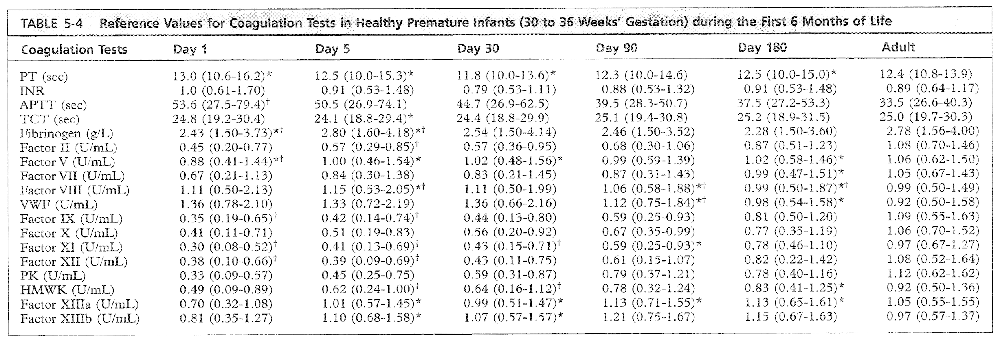 TABLE 5-4 Reference Values for Coagulation Tests in Healthy Premature Infants (30 to 36 Weeks' Gestation) during the First 6 Months of Life
Coagulation Tests Day 1 Day 5 Day 30 Day 90 Day 180 Adult
PT (sec) 13.0 (10.6-16.2)* 12.5 (10.0-15.3)* 11.8 (10.0-13.6)* 12.3 (10.0-14.6) 12.5 (10.0-15.0)* 12.4 (10.8-13.9)
INR 1.0 (0.61-1.70) 0.91 (0.53-1.48) 0.79 (0.53-1.11) 0.88 (0.53-1.32) 0.91 (0.53-1.48) 0.89 (0.64-1.17)
APTT (sec) 53.6 (27.5-79.4)† 50.5 (26.9-74.1) 44.7 (26.9-62.5) 39.5 (28.3-50.7) 37.5 (27.2-53.3) 33.5 (26.6-40.3)
TCT (sec) 24.8 (19.2-30.4) 24.1 (18.8-29.4)* 24.4 (18.8-29.9) 25.1 (19.4-30.8) 25.2 (18.9-31.5) 25.0 (19.7-30.3)
Fibrinogen (g/L) 2.43 (1.50-3.73)*† 2.80 (1.60-4.18)*† 2.54 (1.50-4.14) 2.46 (1.50-3.52) 2.28 (1.50-3.60) 2.78 (1.56-4.00)
Factor II (U/mL) 0.45 (0.20-0.77) 0.57 (0.29-0.85)† 0.57 (0.36-0.95) 0.68 (0.30-1.06) 0.87 (0.51-1.23) 1.08 (0.70-1.46)
Factor V (U/mL) 0.88 (0.41-1.44)*† 1.00 (0.46-1.54)* 1.02 (0.48-1.56)* 0.99 (0.59-1.39) 1.02 (0.58-1.46)* 1.06 (0.62-1.50)
Factor VII (U/mL) 0.67 (0.21-1.13) 0.84 (0.30-1.38) 0.83 (0.21-1.45) 0.87 (0.31-1.43) 0.99 (0.47-1.51)* 1.05 (0.67-1.43)
Factor VIII (U/mL) 1.11 (0.50-2.13) 1.15 (0.53-2.05)*† 1.11 (0.50-1.99) 1.06 (0.58-1.88)*† 0.99 (0.50-1.87)*† 0.99 (0.50-1.49)
VWF (U/mL) 1.36 (0.78-2.10) 1.33 (0.72-2.19) 1.36 (0.66-2.16) 1.12 (0.75-1.84)*† 0.98 (0.54-1.58)* 0.92 (0.50-1.58)
Factor IX (U/mL) 0.35 (0.19-0.65)† 0.42 (0.14-0.74)† 0.44 (0.13-0.80) 0.59 (0.25-0.93) 0.81 (0.50-1.20) 1.09 (0.55-1.63)
Factor X (U/mL) 0.41 (0.11-0.71) 0.51 (0.19-0.83) 0.56 (0.20-0.92) 0.67 (0.35-0.99) 0.77 (0.35-1.19) 1.06 (0.70-1.52)
Factor XI (U/mL) 0.30 (0.08-0.52)† 0.41 (0.13-0.69)† 0.43 (0.15-0.71)† 0.59 (0.25-0.93)* 0.78 (0.46-1.10) 0.97 (0.67-1.27)
Factor XII (U/mL) 0.38 (0.10-0.66)† 0.39 (0.09-0.69)† 0.43 (0.11-0.75) 0.61 (0.15-1.07) 0.82 (0.22-1.42) 1.08 (0.52-1.64)
PK (U/mL) 0.33 (0.09-0.57) 0.45 (0.25-0.75) 0.59 (0.31-0.87) 0.79 (0.37-1.21) 0.78 (0.40-1.16) 1.12 (0.62-1.62)
HMWK (U/mL) 0.49 (0.09-0.89) 0.62 (0.24-1.00)† 0.64 (0.16-1.12)† 0.78 (0.32-1.24) 0.83 (0.41-1.25)* 0.92 (0.50-1.36)
Factor XIIIa (U/mL) 0.70 (0.32-1.08) 1.01 (0.57-1.45)* 0.99 (0.51-1.47)* 1.13 (0.71-1.55)* 1.13 (0.65-1.61)* 1.05 (0.55-1.55)
Factor XIIIb (U/mL) 0.81 (0.35-1.27) 1.10 (0.68-1.58)* 1.07 (0.57-1.57)* 1.21 (0.75-1.67) 1.15 (0.67-1.63) 0.97 (0.57-1.37)